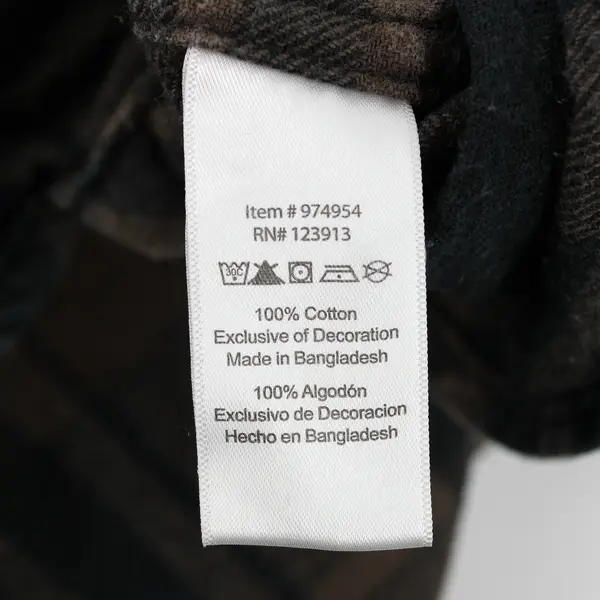 Item # 974954
RN# 123913
30C
100% Cotton
Exclusive of Decoration
Made in Bangladesh
100% Algodón
Exclusivo de Decoracion
Hecho en Bangladesh